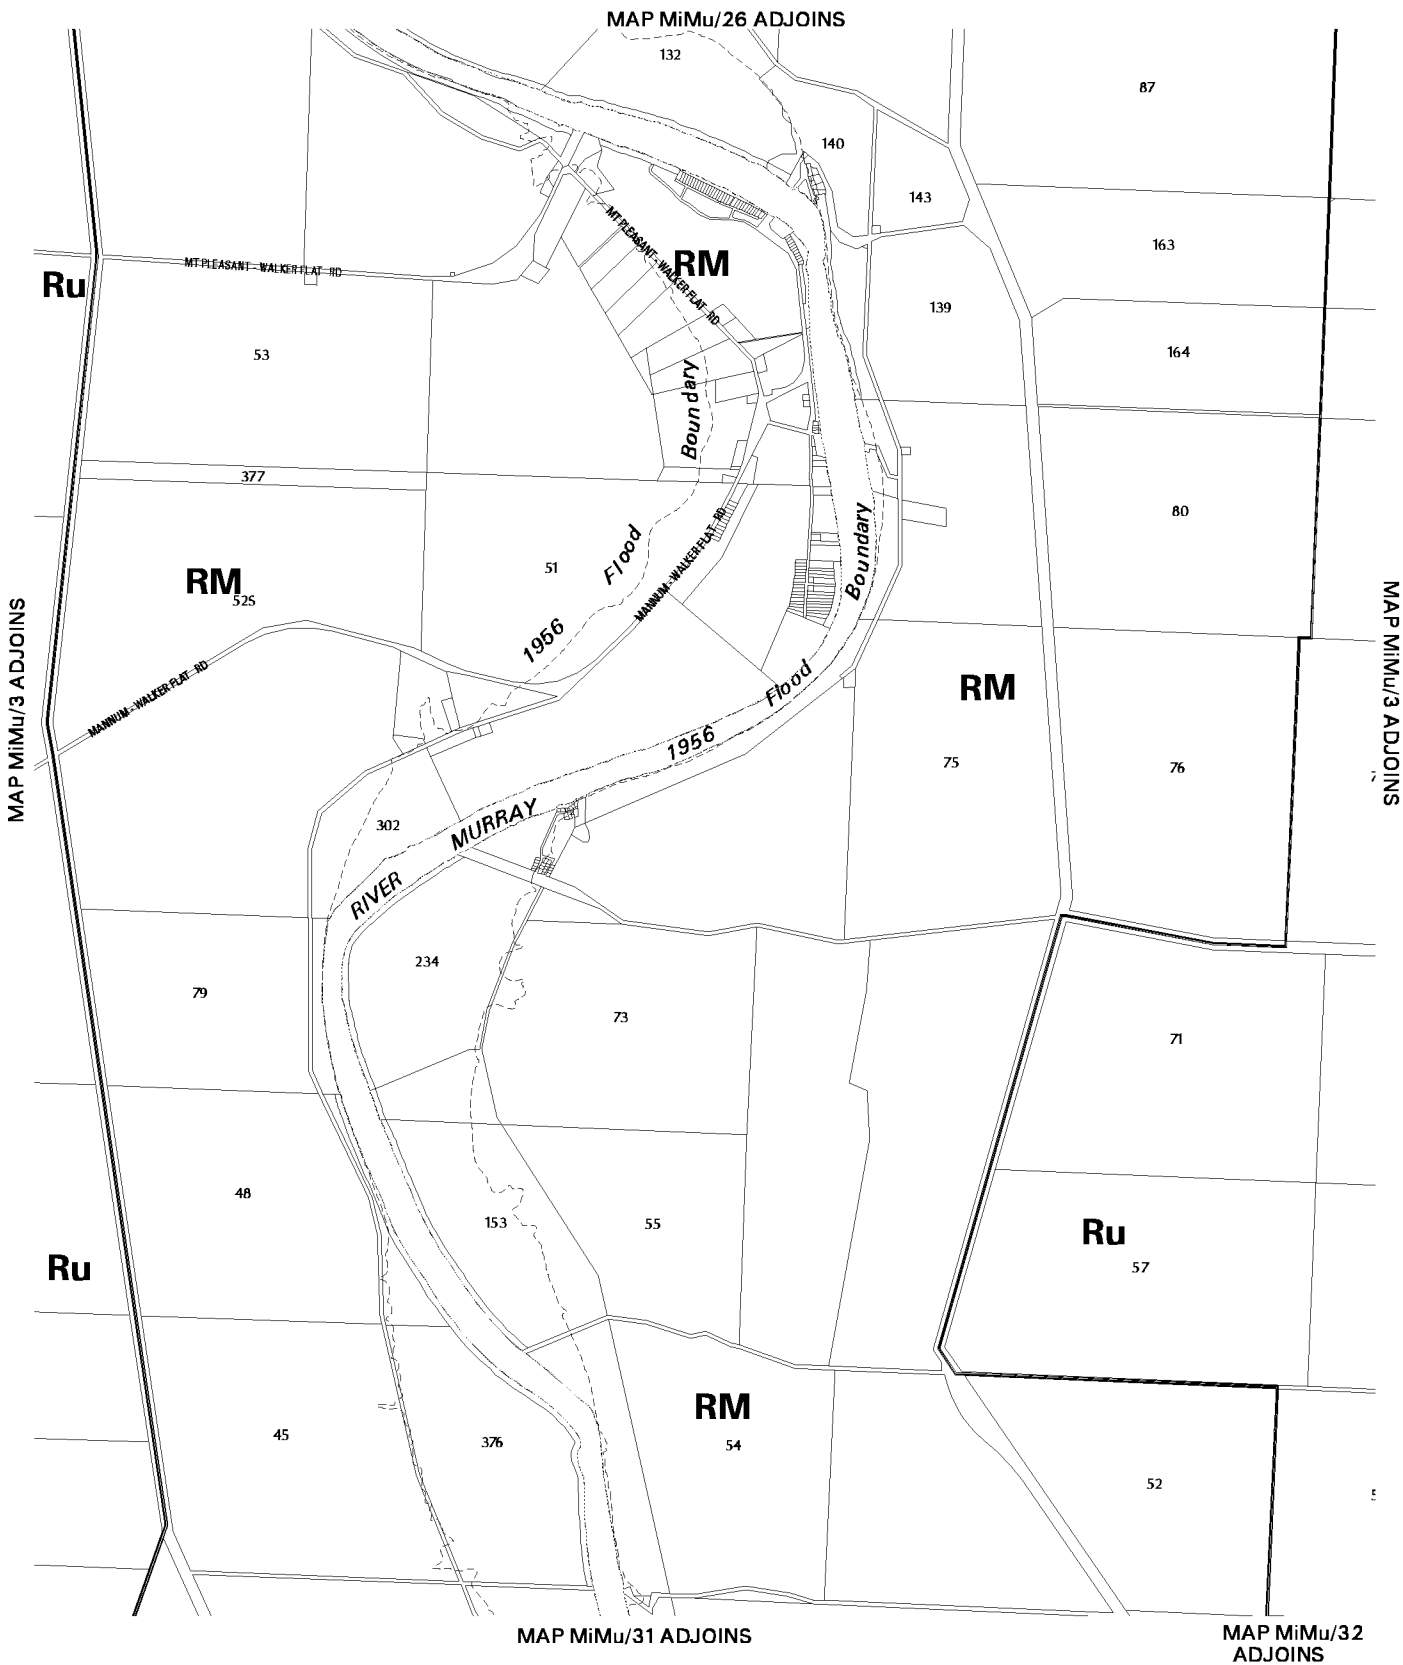 MAP MiMu/26 ADJOINS
132
87
140
143
MT PLEASANT - WALKER FLAT RD
RM
163
MT PLEASANT - WALKER FLAT RD
Ru
139
53
164
Boundary
377
80
Flood
MANNUM - WALKER FLAT RD
Boundary
51
RM
525
1956
MAP MiMu/3 ADJOINS
MANNUM - WALKER FLAT RD
Flood
RM
MAP MiMu/3 ADJOINS
1956
75
76
302
MURRAY
RIVER
234
79
73
71
48
153
55
Ru
57
Ru
RM
45
376
54
52
MAP MiMu/31 ADJOINS
MAP MiMu/32
ADJOINS